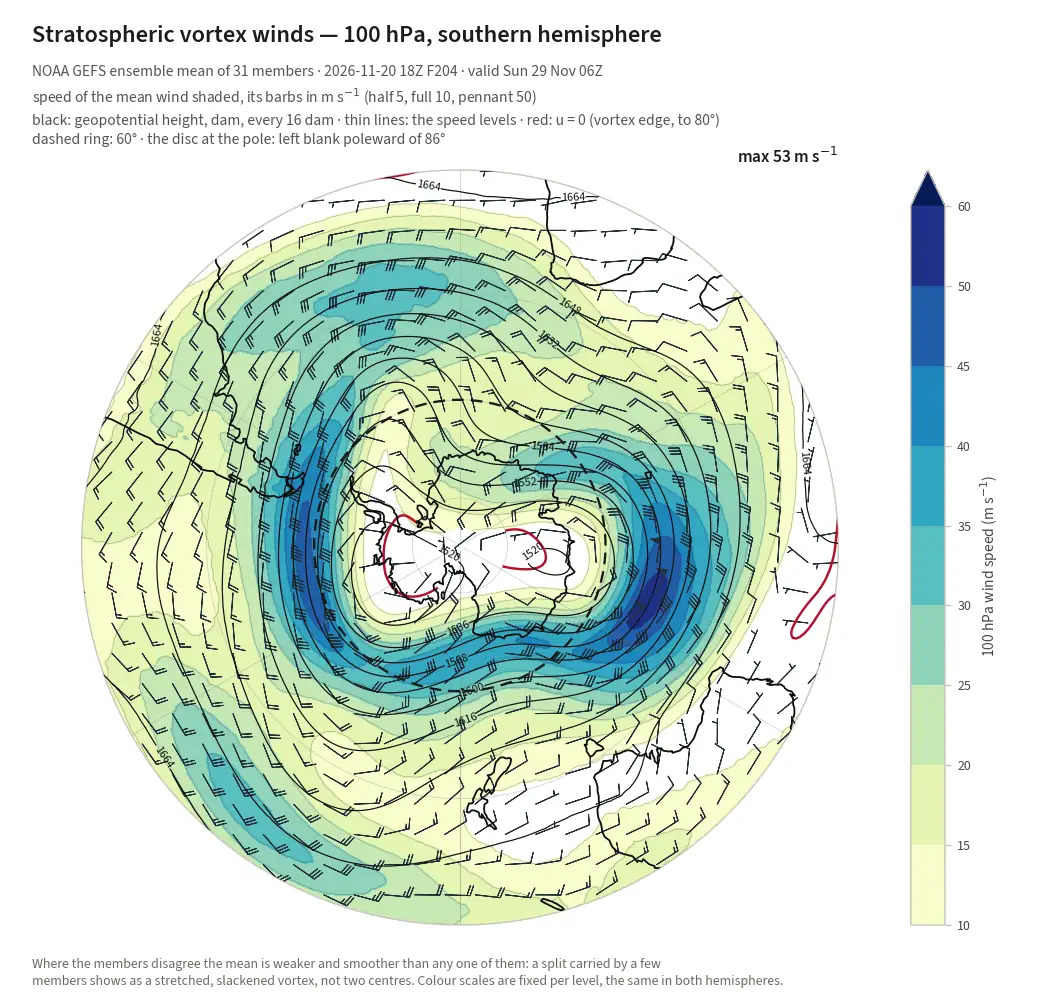 Stratospheric vortex winds — 100 hPa, southern hemisphere
NOAA GEFS ensemble mean of 31 members · 2026-11-20 18Z F204 · valid Sun 29 Nov 06Z
speed of the mean wind shaded, its barbs in m s⁻¹ (half 5, full 10, pennant 50)
black: geopotential height, dam, every 16 dam · thin lines: the speed levels · red: u = 0 (vortex edge, to 80°)
dashed ring: 60° · the disc at the pole: left blank poleward of 86°
max 53 m s⁻¹
1664
1664
1648
1632
1664
1664
1584
1552
1520
1520
1536
1568
1600
1616
1664
60
50
45
40
35
30
25
20
15
10
100 hPa wind speed (m s⁻¹)
Where the members disagree the mean is weaker and smoother than any one of them: a split carried by a few
members shows as a stretched, slackened vortex, not two centres. Colour scales are fixed per level, the same in both hemispheres.